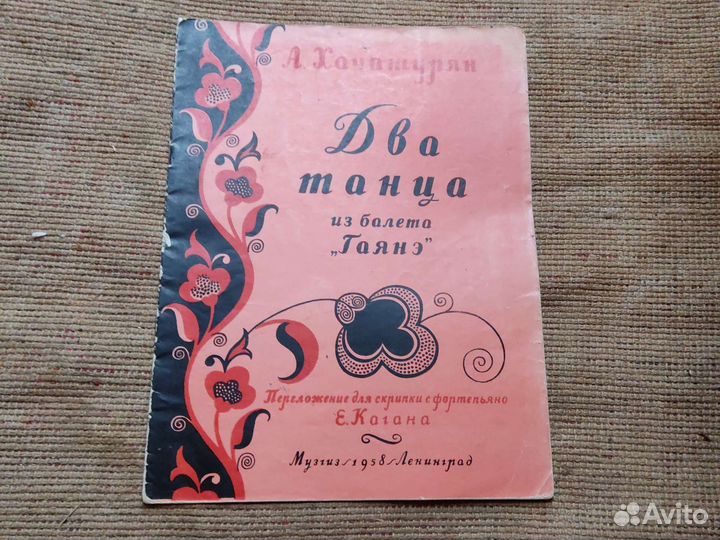 А. Хачатурян
Два
танца
из балета
„Гаянэ"
Переложение для скрипки с фортепьяно
Е. Кагана
Музгиз~1958~Ленинград
Avito